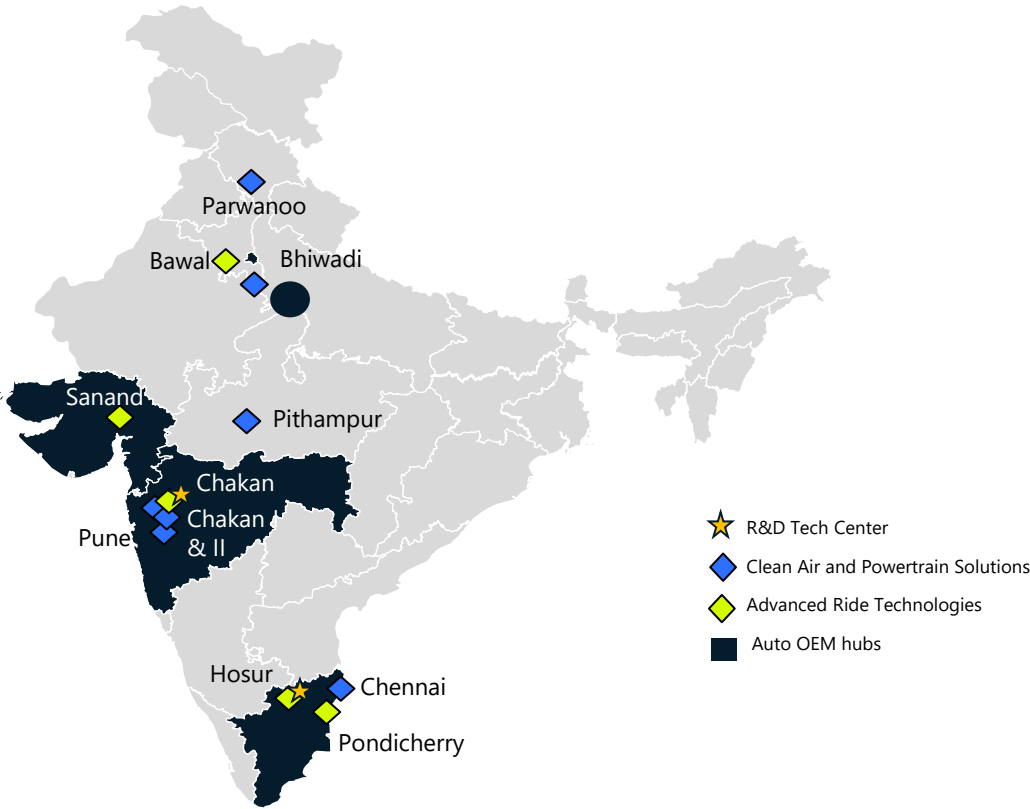 Parwanoo
Bawal
Bhiwadi
Sanand
Pithampur
Chakan
Chakan
& II
Pune
R&D Tech Center
Clean Air and Powertrain Solutions
Advanced Ride Technologies
Auto OEM hubs
Hosur
Chennai
Pondicherry